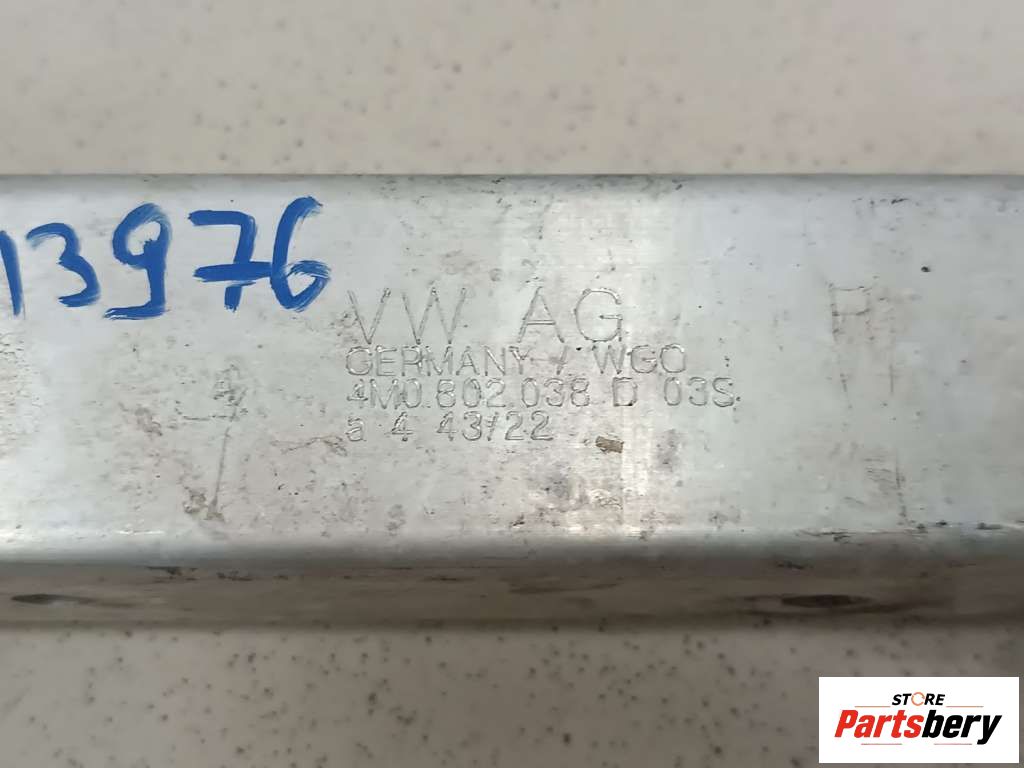 13976
VW AG
GERMANY / WGO
4M0.802.038 D 03S
a 4 43/22
STORE
Partsbery